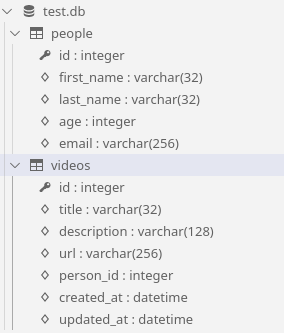 test.db
people
id : integer
first_name : varchar(32)
last_name : varchar(32)
age : integer
email : varchar(256)
videos
id : integer
title : varchar(32)
description : varchar(128)
url : varchar(256)
person_id : integer
created_at : datetime
updated_at : datetime